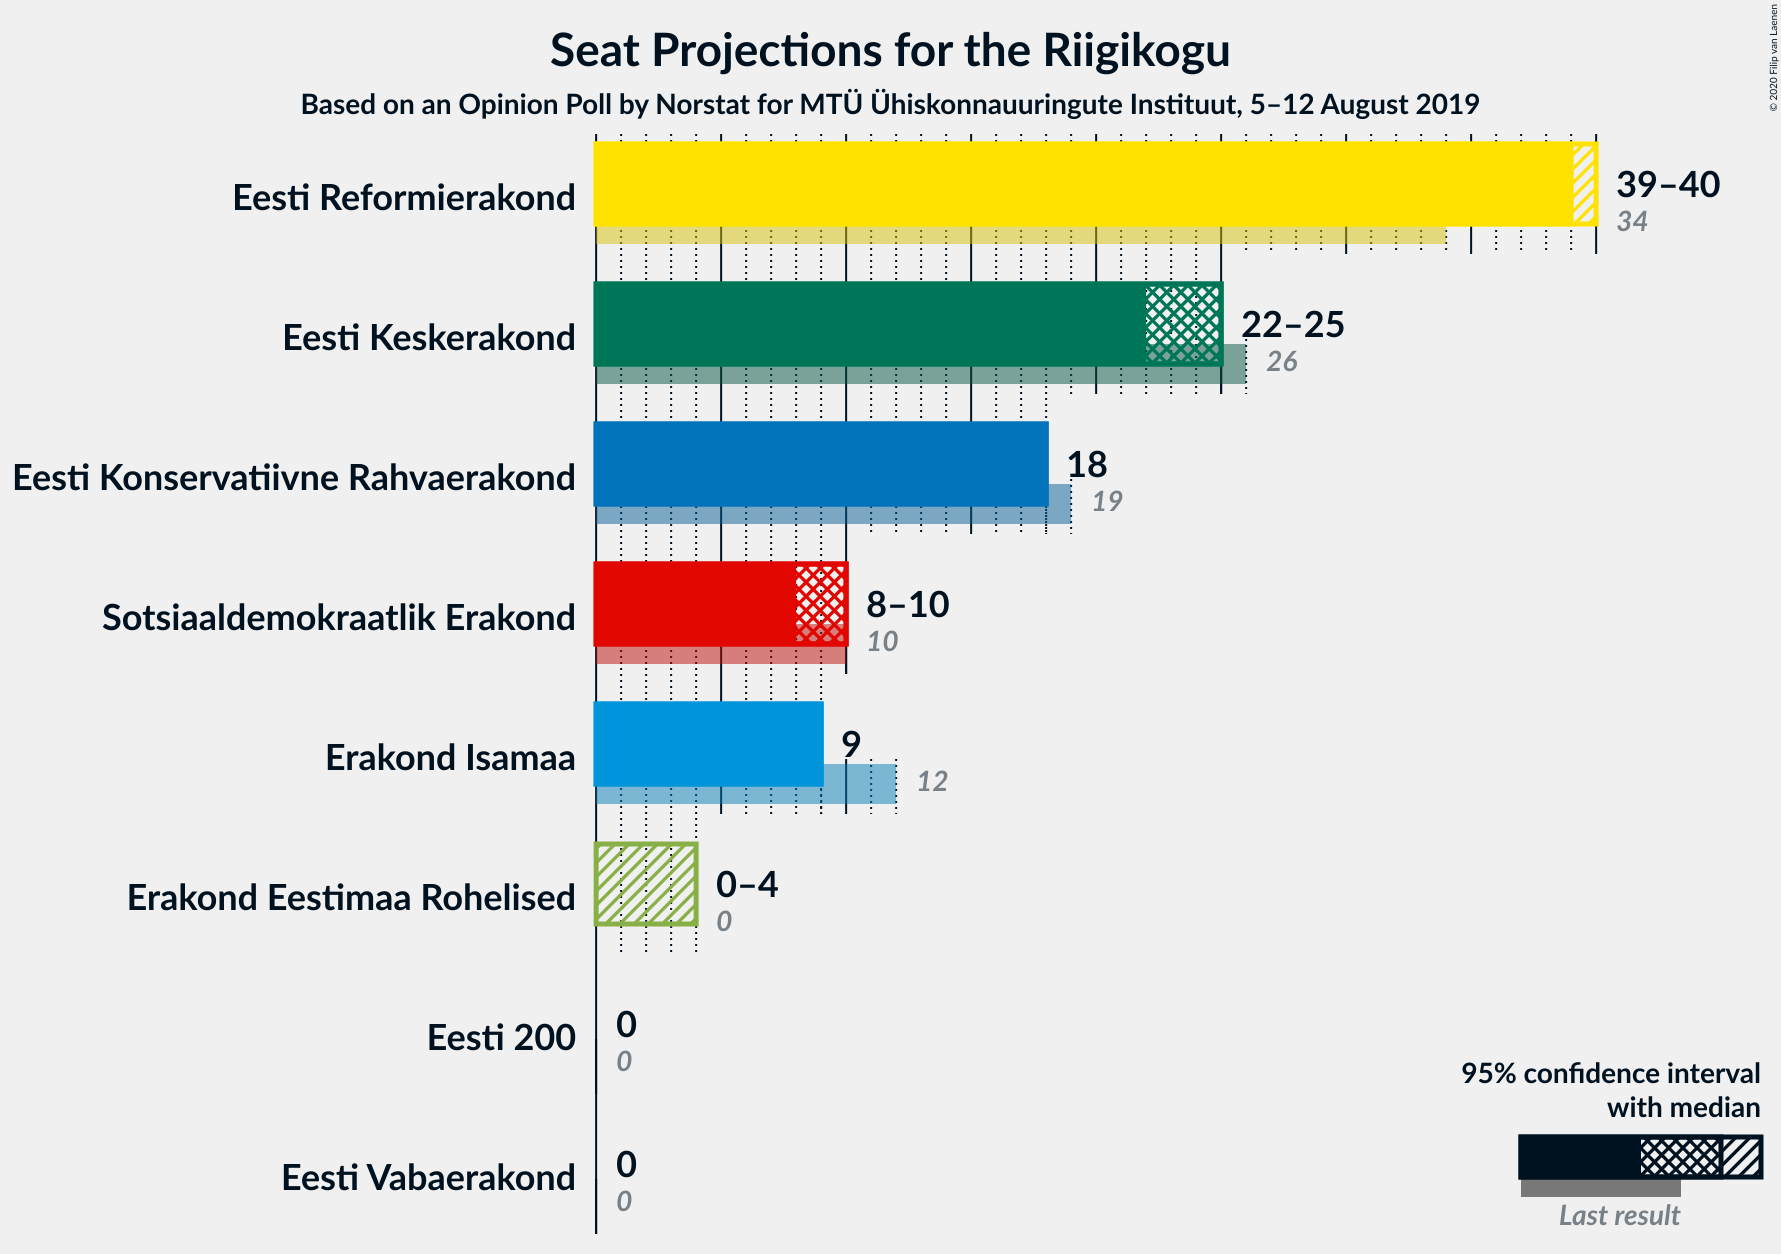 Seat Projections for the Riigikogu
Based on an Opinion Poll by Norstat for MTÜ Ühiskonnauuringute Instituut, 5–12 August 2019
© 2020 Filip van Laenen
Eesti Reformierakond
39–40
34
Eesti Keskerakond
22–25
26
Eesti Konservatiivne Rahvaerakond
18
19
Sotsiaaldemokraatlik Erakond
8–10
10
Erakond Isamaa
9
12
Erakond Eestimaa Rohelised
0–4
0
Eesti 200
0
0
Eesti Vabaerakond
0
0
95% confidence interval
with median
Last result